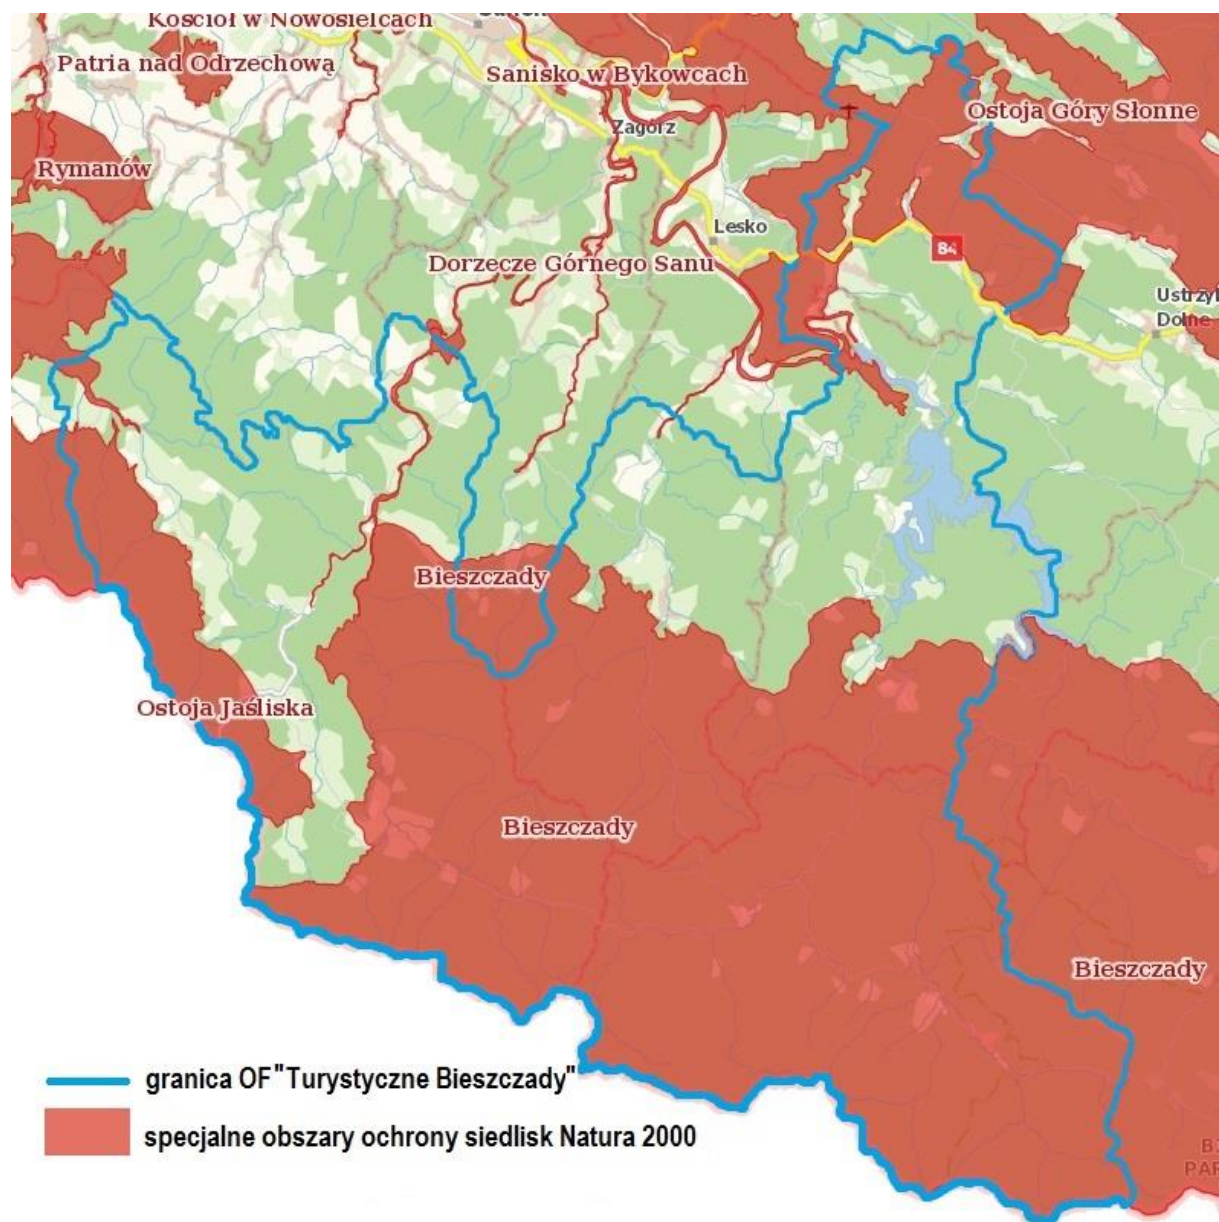 Kościół w Nowosielcach
Patria nad Odrzechową
Sanisko w Bykowcach
Ostoja Góry Słonne
Zagórz
Rymanów
Lesko
84
Dorzecze Górnego Sanu
Dolne
Bieszczady
Ostoja Jaśliska
Bieszczady
Bieszczady
granica OF "Turystyczne Bieszczady"
specjalne obszary ochrony siedlisk Natura 2000